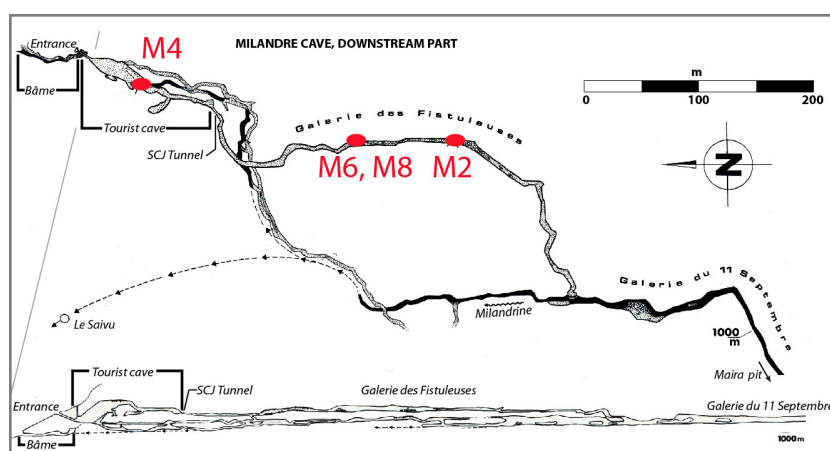 MILANDRE CAVE, DOWNSTREAM PART
M4
Entrance
Bâme
Tourist cave
SCJ Tunnel
Galerie des Fistuleuses
M6, M8
M2
m
0 100 200
N
Galerie du 11 Septembre
Milandrine
1000
m
Maira pit
Le Saivu
Tourist cave
SCJ Tunnel
Entrance
Galerie des Fistuleuses
Galerie du 11 Septembre
Bâme
1000m